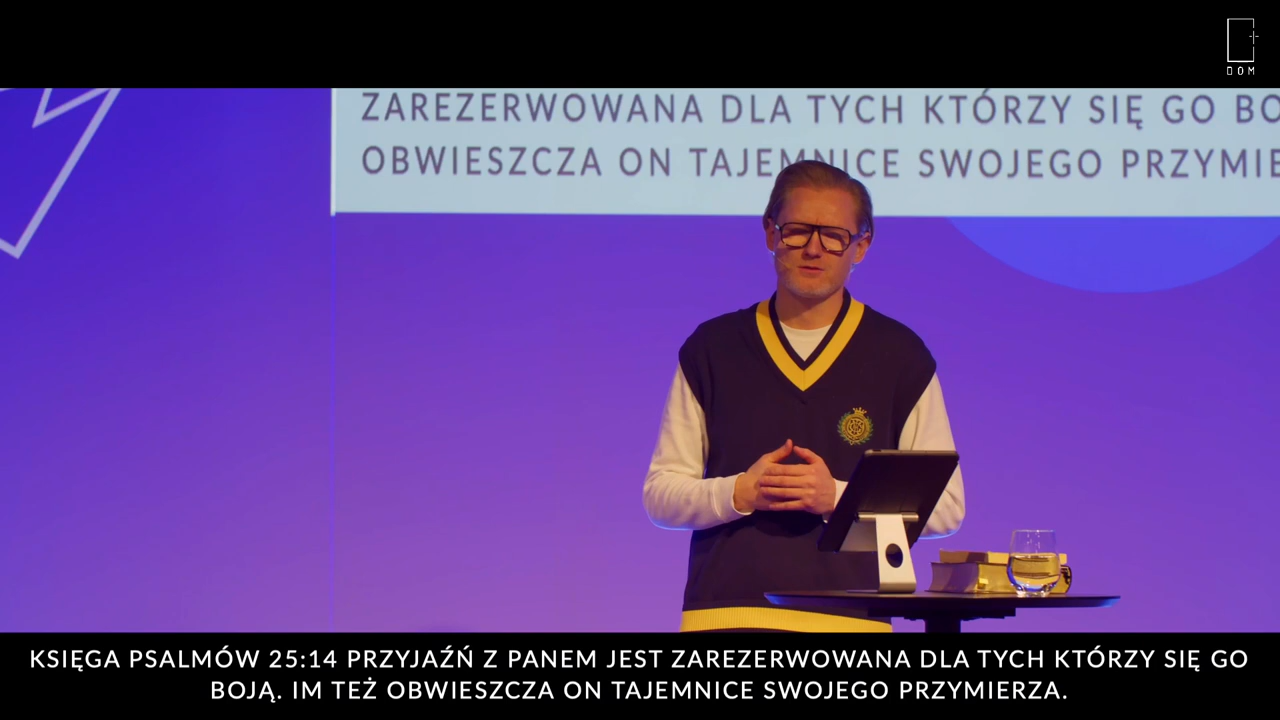 DOM
ZAREZERWOWANA DLA TYCH KTÓRZY SIĘ GO
OBWIESZCZA ON TAJEMNICE SWOJEGO
KSIĘGA PSALMÓW 25:14 PRZYJAŹŃ Z PANEM JEST ZAREZERWOWANA DLA TYCH KTÓRZY SIĘ GO
BOJĄ. IM TEŻ OBWIESZCZA ON TAJEMNICE SWOJEGO PRZYMIERZA.